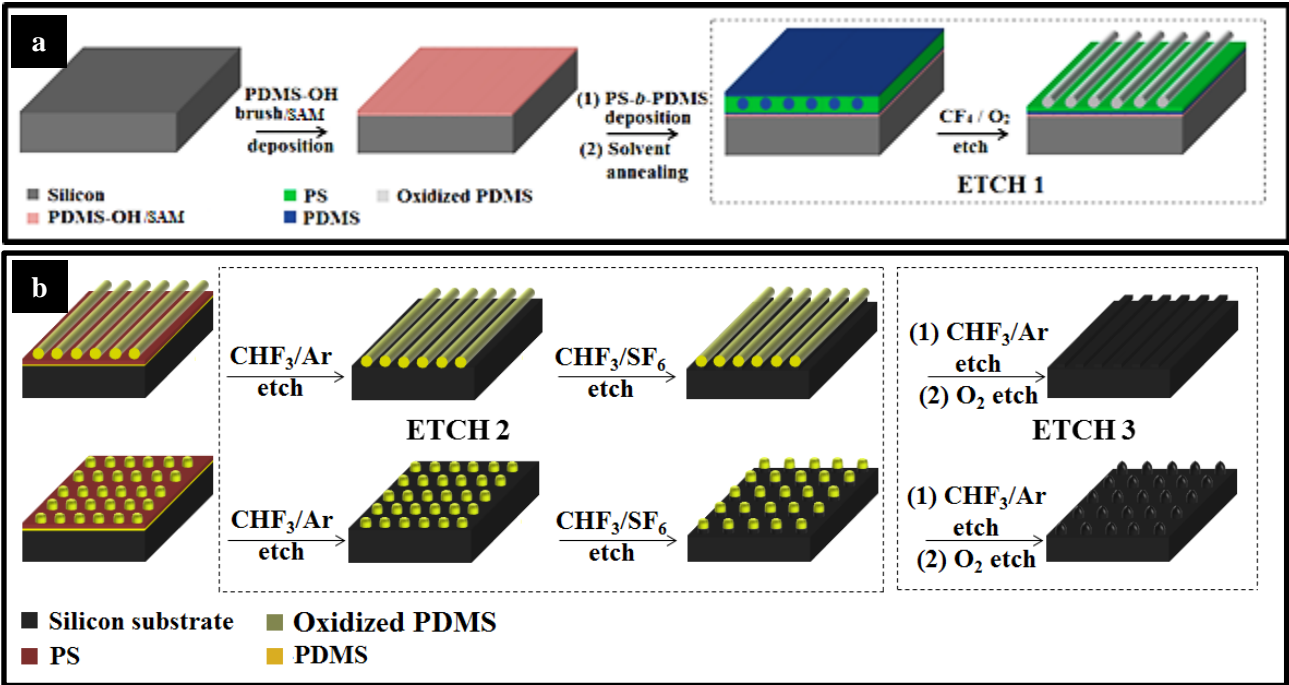 a
PDMS-OH
brush/SAM
deposition
(1) PS-b-PDMS
deposition
(2) Solvent
annealing
CF₄ / O₂
etch
ETCH 1
Silicon
PS
Oxidized PDMS
PDMS-OH/SAM
PDMS
b
CHF₃/Ar
etch
CHF₃/SF₆
etch
(1) CHF₃/Ar
etch
(2) O₂ etch
ETCH 2
ETCH 3
CHF₃/Ar
etch
CHF₃/SF₆
etch
(1) CHF₃/Ar
etch
(2) O₂ etch
Silicon substrate
Oxidized PDMS
PS
PDMS